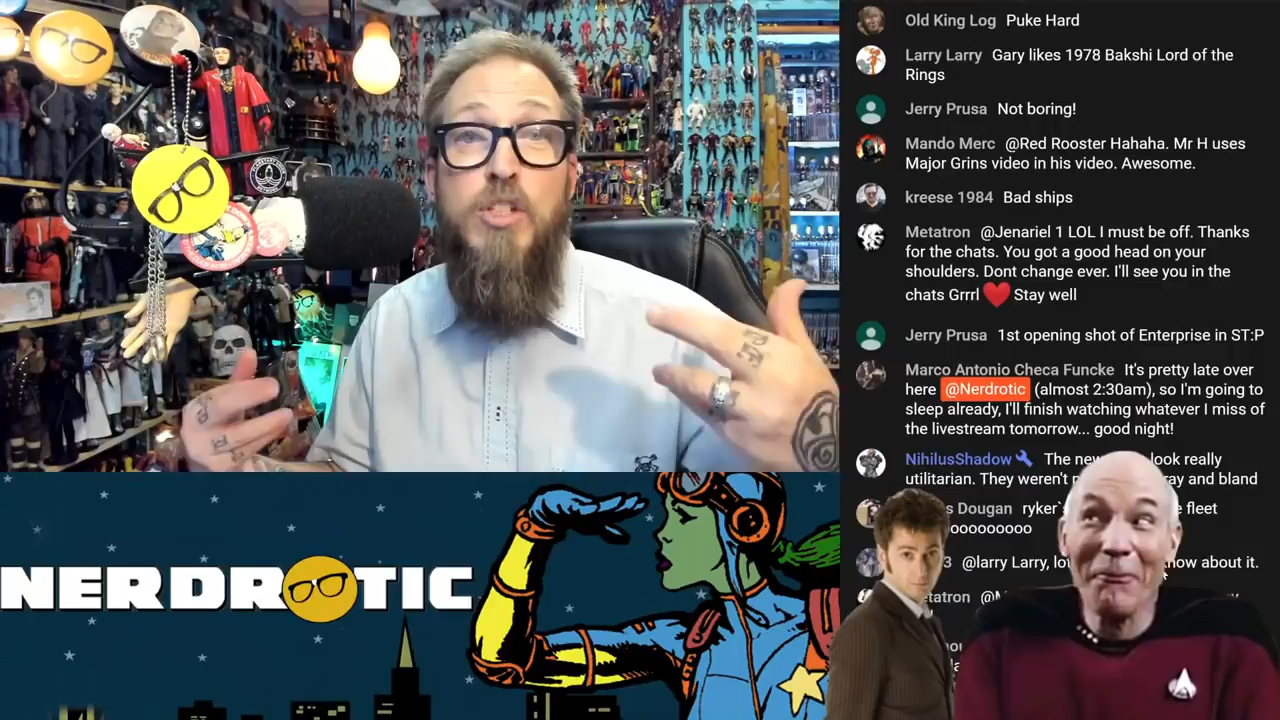 Old King Log Puke Hard
Larry Larry Gary likes 1978 Bakshi Lord of the
Rings
Jerry Prusa Not boring!
Mando Merc @Red Rooster Hahaha. Mr H uses
Major Grins video in his video. Awesome.
kreese 1984 Bad ships
Metatron @Jenariel 1 LOL I must be off. Thanks
for the chats. You got a good head on your
shoulders. Dont change ever. I'll see you in the
chats Grrrl ❤️ Stay well
Jerry Prusa 1st opening shot of Enterprise in ST:P
Marco Antonio Checa Funcke It's pretty late over
here @Nerdrotic (almost 2:30am), so I'm going to
sleep already, I'll finish watching whatever I miss of
the livestream tomorrow... good night!
NihilusShadow The new look really
utilitarian. They weren't and bland
Dougan fleet
@larry Larry, about it.
NERDROTIC